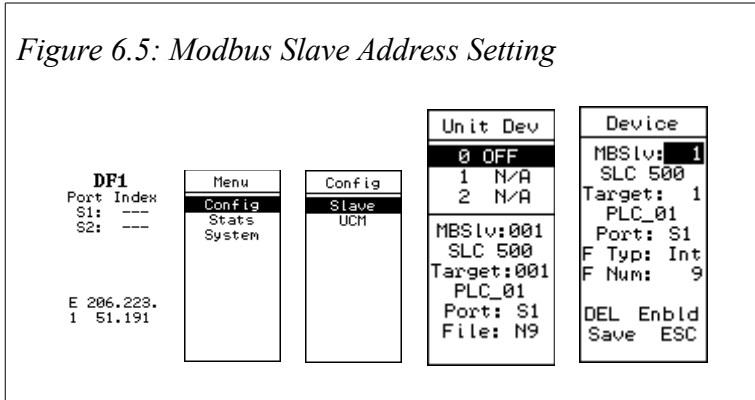 Figure 6.5: Modbus Slave Address Setting
DF1
Port Index
S1: ---
S2: ---
E 206.223.
1 51.191
Menu
Config
Stats
System
Config
Slave
UCM
Unit Dev
0 OFF
1 N/A
2 N/A
MBSlv:001
SLC 500
Target:001
PLC_01
Port: S1
File: N9
Device
MBSlv: 1
SLC 500
Target: 1
PLC_01
Port: S1
F Typ: Int
F Num: 9
DEL Enbld
Save ESC